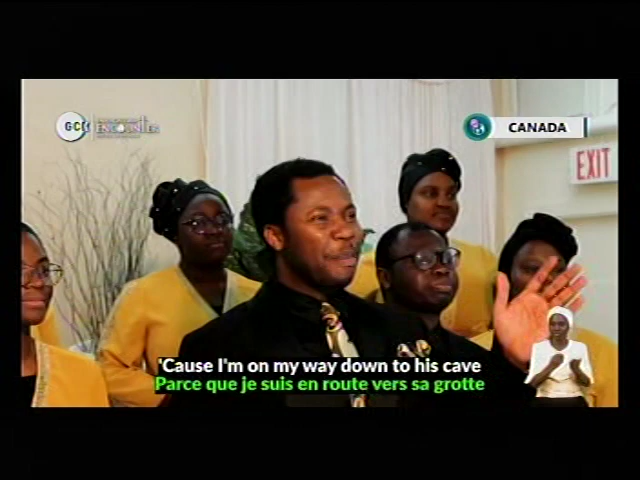 GCK
ENCOUNTER
CANADA
EXIT
'Cause I'm on my way down to his cave
Parce que je suis en route vers sa grotte